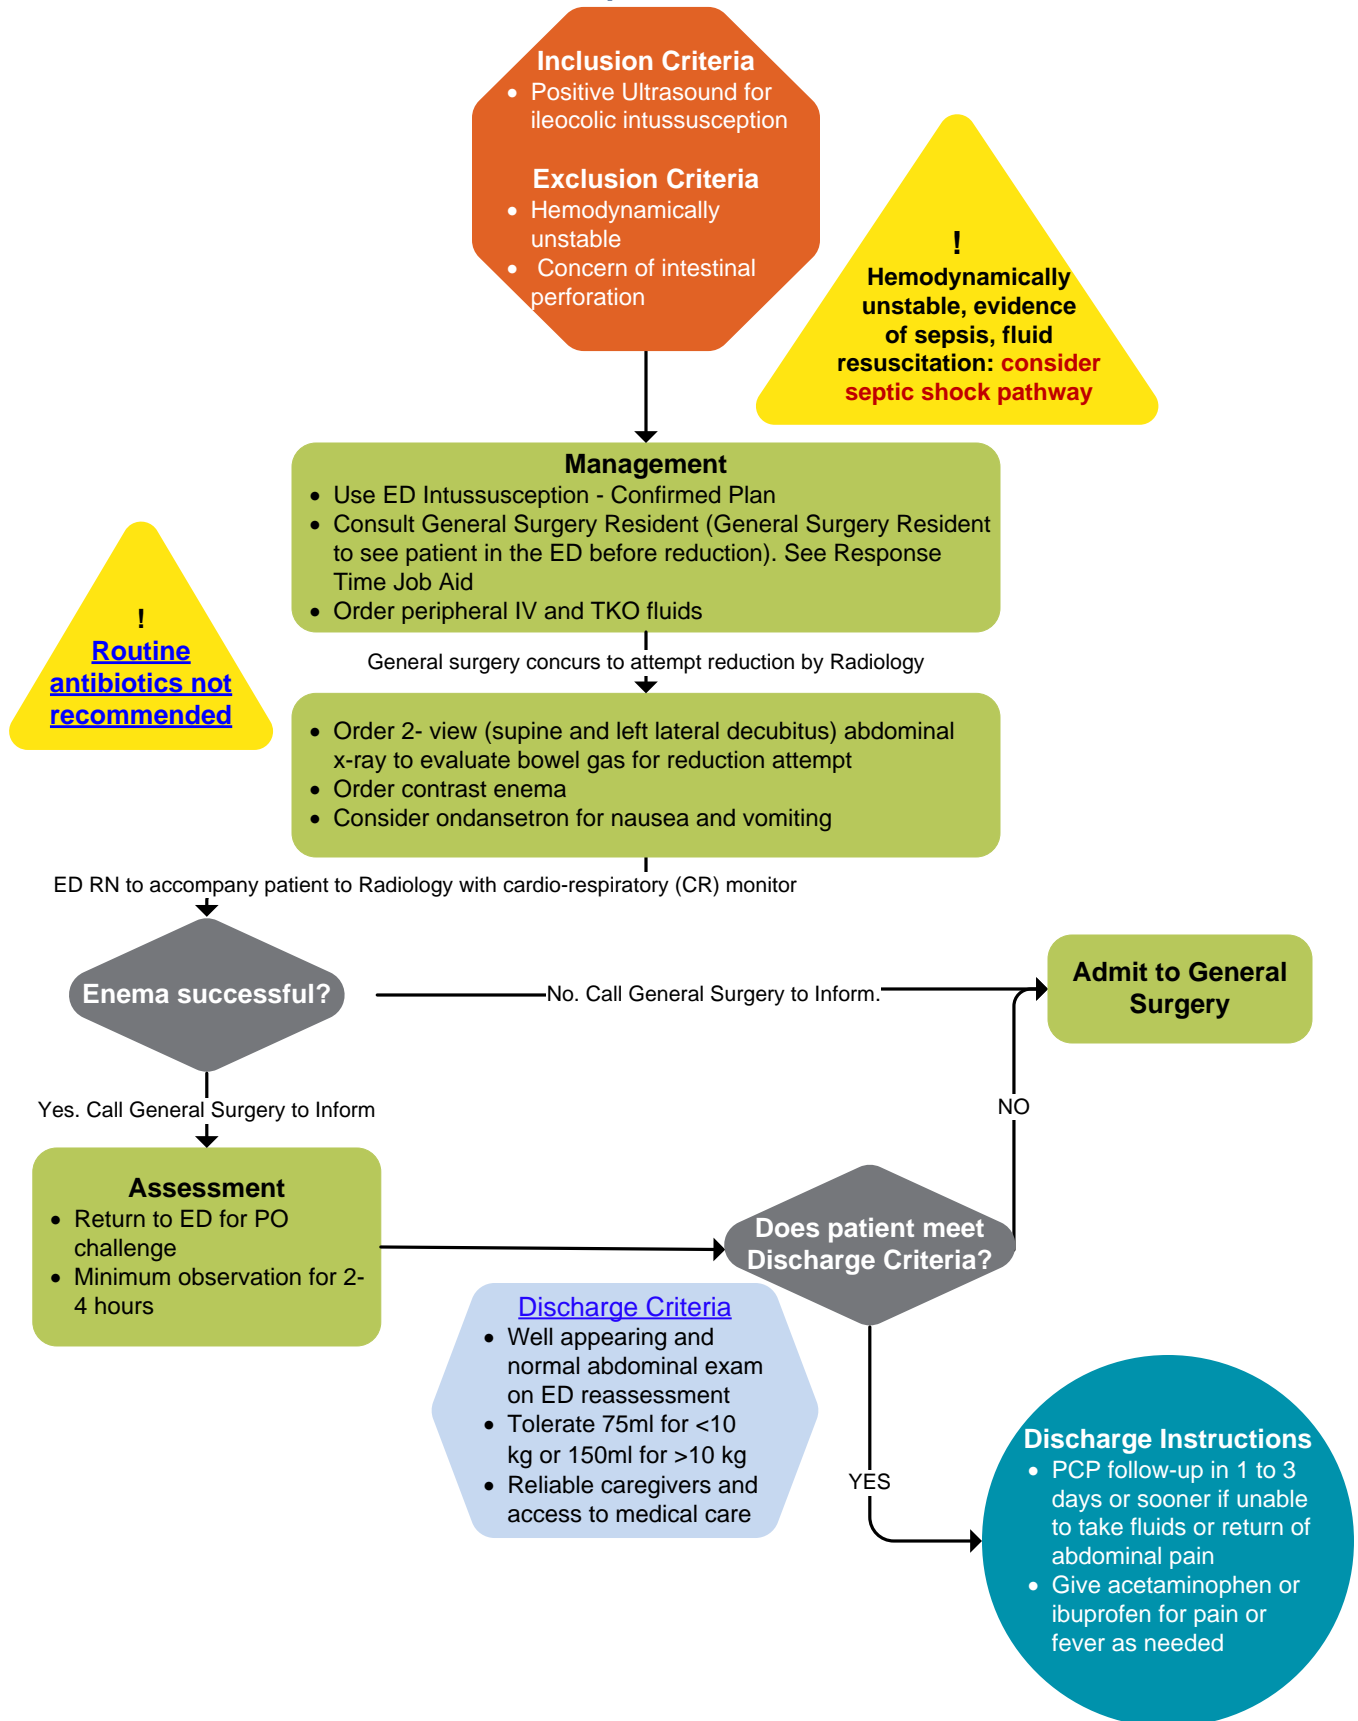 Inclusion Criteria
• Positive Ultrasound for
ileocolic intussusception
Exclusion Criteria
• Hemodynamically
unstable
• Concern of intestinal
perforation
!
Hemodynamically
unstable, evidence
of sepsis, fluid
resuscitation: consider
septic shock pathway
Management
• Use ED Intussusception - Confirmed Plan
• Consult General Surgery Resident (General Surgery Resident
to see patient in the ED before reduction). See Response
Time Job Aid
• Order peripheral IV and TKO fluids
!
Routine
antibiotics not
recommended
General surgery concurs to attempt reduction by Radiology
• Order 2- view (supine and left lateral decubitus) abdominal
x-ray to evaluate bowel gas for reduction attempt
• Order contrast enema
• Consider ondansetron for nausea and vomiting
ED RN to accompany patient to Radiology with cardio-respiratory (CR) monitor
Enema successful?
No. Call General Surgery to Inform.
Admit to General
Surgery
Yes. Call General Surgery to Inform
NO
Assessment
• Return to ED for PO
challenge
• Minimum observation for 2-
4 hours
Does patient meet
Discharge Criteria?
Discharge Criteria
• Well appearing and
normal abdominal exam
on ED reassessment
• Tolerate 75ml for <10
kg or 150ml for >10 kg
• Reliable caregivers and
access to medical care
YES
Discharge Instructions
• PCP follow-up in 1 to 3
days or sooner if unable
to take fluids or return of
abdominal pain
• Give acetaminophen or
ibuprofen for pain or
fever as needed